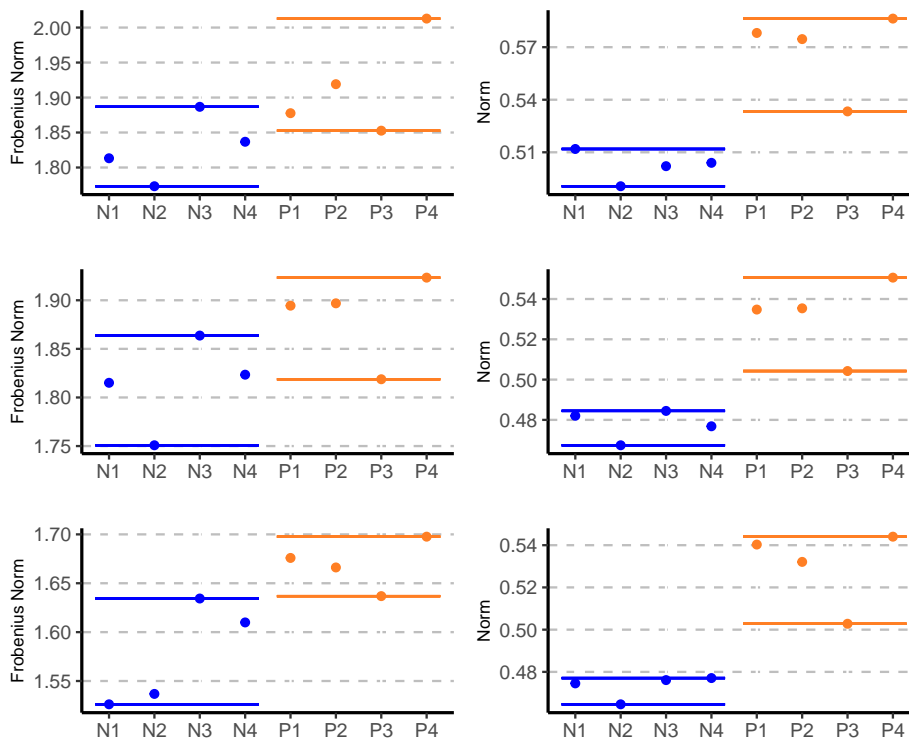 Frobenius Norm
2.00
1.95
1.90
1.85
1.80
N1 N2 N3 N4 P1 P2 P3 P4
Norm
0.57
0.54
0.51
N1 N2 N3 N4 P1 P2 P3 P4
Frobenius Norm
1.90
1.85
1.80
1.75
N1 N2 N3 N4 P1 P2 P3 P4
Norm
0.54
0.52
0.50
0.48
N1 N2 N3 N4 P1 P2 P3 P4
Frobenius Norm
1.70
1.65
1.60
1.55
N1 N2 N3 N4 P1 P2 P3 P4
Norm
0.54
0.52
0.50
0.48
N1 N2 N3 N4 P1 P2 P3 P4